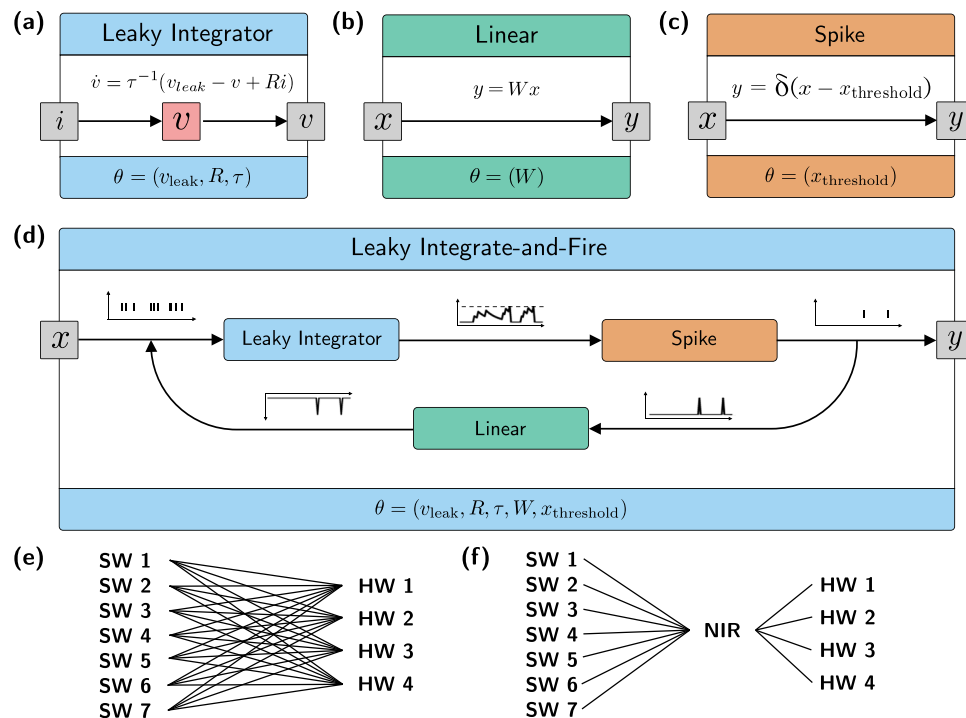 (a)
Leaky Integrator
v̇ = τ⁻¹(v_leak − v + Ri)
i
v
v
θ = (v_leak, R, τ)
(b)
Linear
y = Wx
x
y
θ = (W)
(c)
Spike
y = δ(x − x_threshold)
x
y
θ = (x_threshold)
(d)
Leaky Integrate-and-Fire
x
Leaky Integrator
Spike
y
Linear
θ = (v_leak, R, τ, W, x_threshold)
(e)
SW 1
SW 2
SW 3
SW 4
SW 5
SW 6
SW 7
HW 1
HW 2
HW 3
HW 4
(f)
SW 1
SW 2
SW 3
SW 4
SW 5
SW 6
SW 7
NIR
HW 1
HW 2
HW 3
HW 4